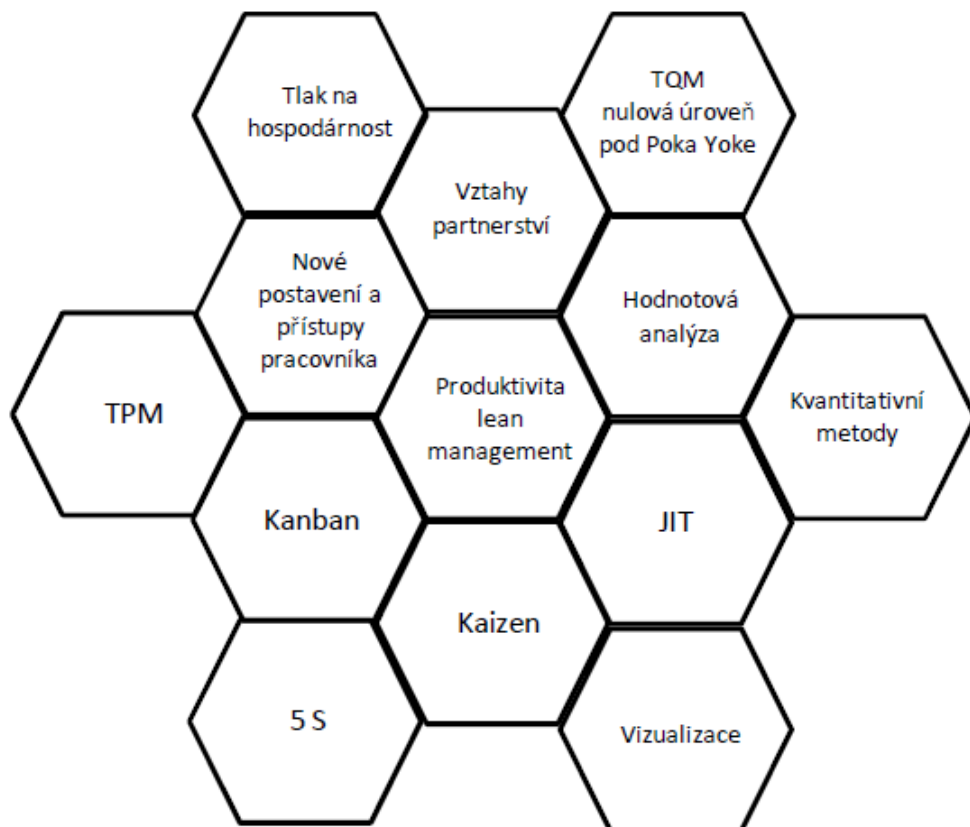 Tlak na
hospodárnost
TQM
nulová úroveň
pod Poka Yoke
Vztahy
partnerství
Nové
postavení a
přístupy
pracovníka
Hodnotová
analýza
TPM
Produktivita
lean
management
Kvantitativní
metody
Kanban
JIT
Kaizen
5 S
Vizualizace